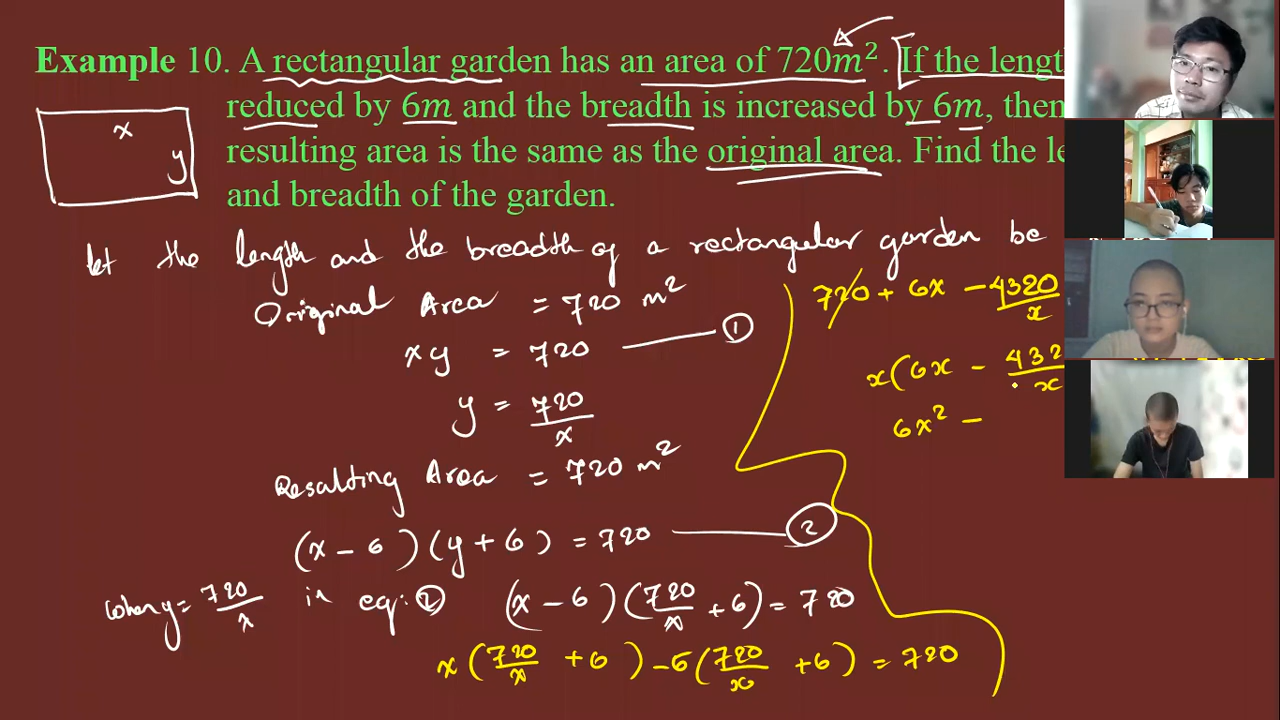 Example 10. A rectangular garden has an area of 720m². If the lengt
reduced by 6m and the breadth is increased by 6m, then
resulting area is the same as the original area. Find the le
and breadth of the garden.
x
y
let the length and the breadth of a rectangular garden be
Original Area = 720 m²
xy = 720 ①
y = 720/x
Resulting Area = 720 m²
(x – 6)(y + 6) = 720 ②
when y = 720/x in eq: ② (x – 6)(720/x + 6) = 720
x(720/x + 6) – 6(720/x + 6) = 720
720 + 6x – 4320/x
x(6x – 432/x
6x² –